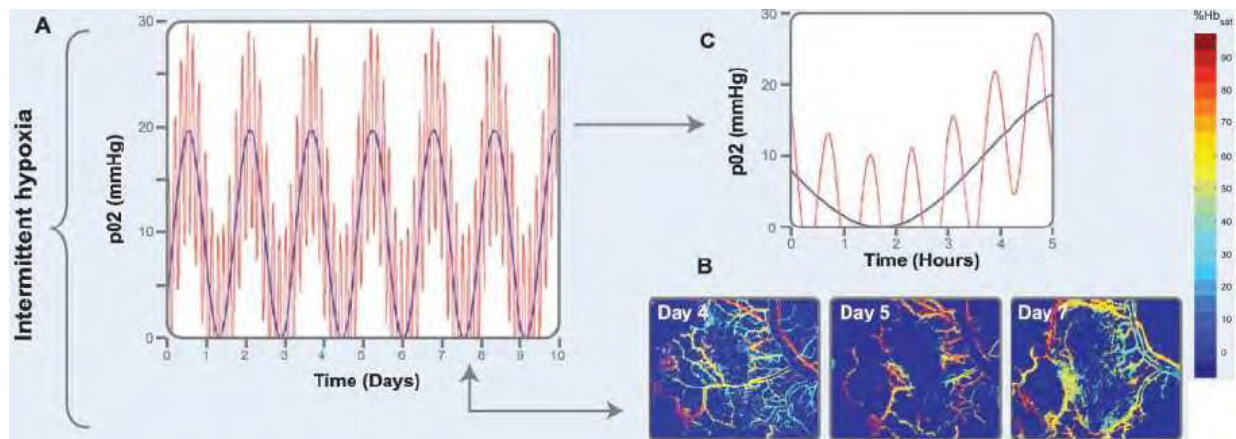 A
Intermittent hypoxia
p02 (mmHg)
30
20
10
0
0 1 2 3 4 5 6 7 8 9 10
Time (Days)
C
p02 (mmHg)
30
20
10
0
0 1 2 3 4 5
Time (Hours)
B
Day 4
Day 5
Day 7
%Hbsat
90
80
70
60
50
40
30
20
10
0